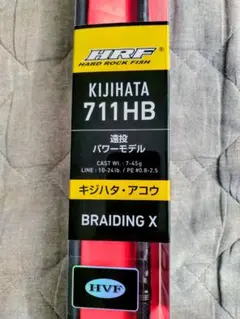 HRF
HARD ROCK FISH
KIJIHATA
711HB
遠投
パワーモデル
CAST WT. : 7-45g
LINE : 10-24lb. / PE #0.8-2.5
キジハタ・アコウ
BRAIDING X
HVF